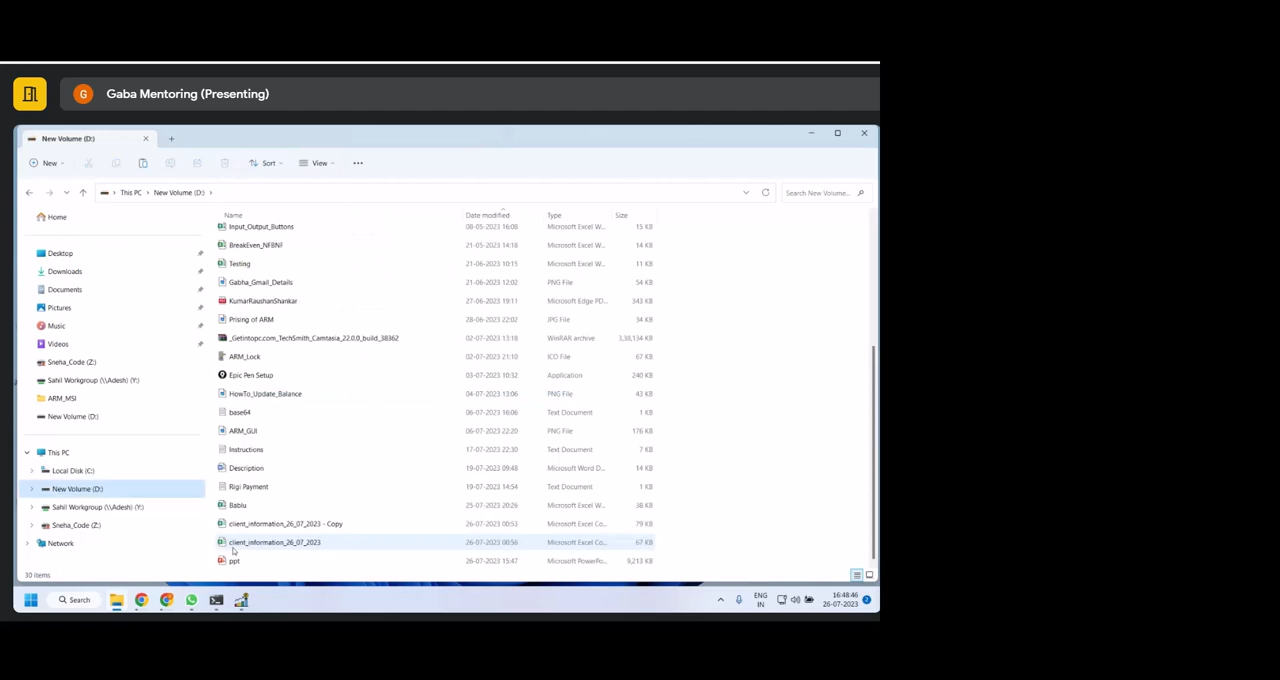 G Gaba Mentoring (Presenting)
New Volume (D:)
New Sort View
This PC New Volume (D:) Search New Volume...
Name Date modified Type Size
Home
Desktop
Downloads
Documents
Pictures
Music
Videos
Sneha_Code (Z:)
Sahil Workgroup (\\Adesh) (Y:)
ARM_MSI
New Volume (D:)
This PC
Local Disk (C:)
New Volume (D:)
Sahil Workgroup (\\Adesh) (Y:)
Sneha_Code (Z:)
Network
Input_Output_Buttons 08-05-2023 16:08 Microsoft Excel W... 15 KB
BreakEven_NFBNF 21-05-2023 14:18 Microsoft Excel W... 14 KB
Testing 21-06-2023 10:15 Microsoft Excel W... 11 KB
Gabha_Gmail_Details 21-06-2023 12:02 PNG File 54 KB
KumarRaushanShankar 27-06-2023 19:11 Microsoft Edge PD... 343 KB
Prising of ARM 28-06-2023 22:02 JPG File 34 KB
_Getintopc.com_TechSmith_Camtasia_22.0.0_build_38362 02-07-2023 13:18 WinRAR archive 3,38,134 KB
ARM_Lock 02-07-2023 21:10 ICO File 67 KB
Epic Pen Setup 03-07-2023 10:32 Application 240 KB
HowTo_Update_Balance 04-07-2023 13:06 PNG File 43 KB
base64 06-07-2023 16:06 Text Document 1 KB
ARM_GUI 06-07-2023 22:20 PNG File 176 KB
Instructions 17-07-2023 22:30 Text Document 7 KB
Description 19-07-2023 09:48 Microsoft Word D... 14 KB
Rigi Payment 19-07-2023 14:54 Text Document 1 KB
Bablu 25-07-2023 20:26 Microsoft Excel W... 38 KB
client_information_26_07_2023 - Copy 26-07-2023 00:53 Microsoft Excel Co... 79 KB
client_information_26_07_2023 26-07-2023 00:56 Microsoft Excel Co... 67 KB
ppt 26-07-2023 15:47 Microsoft PowerPo... 9,213 KB
30 items
Search
ENG
IN
16:48:46
26-07-2023
2